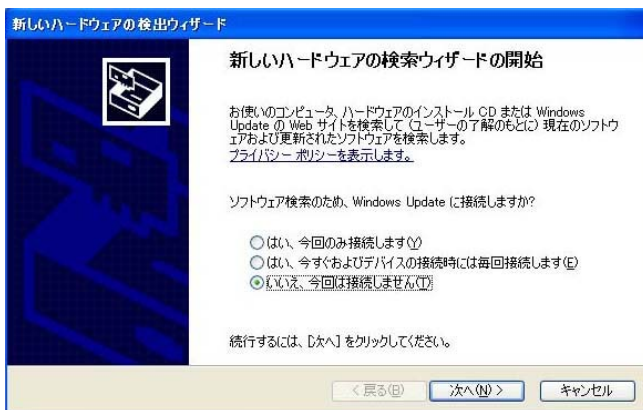 新しいハードウェアの検出ウィザード
新しいハードウェアの検索ウィザードの開始
お使いのコンピュータ、ハードウェアのインストール CD または Windows
Update の Web サイトを検索して (ユーザーの了解のもとに) 現在のソフトウ
ェアおよび更新されたソフトウェアを検索します。
プライバシー ポリシーを表示します。
ソフトウェア検索のため、Windows Update に接続しますか?
はい、今回のみ接続します(Y)
はい、今すぐおよびデバイスの接続時には毎回接続します(E)
いいえ、今回は接続しません(T)
続行するには、[次へ] をクリックしてください。
< 戻る(B) 次へ(N) > キャンセル